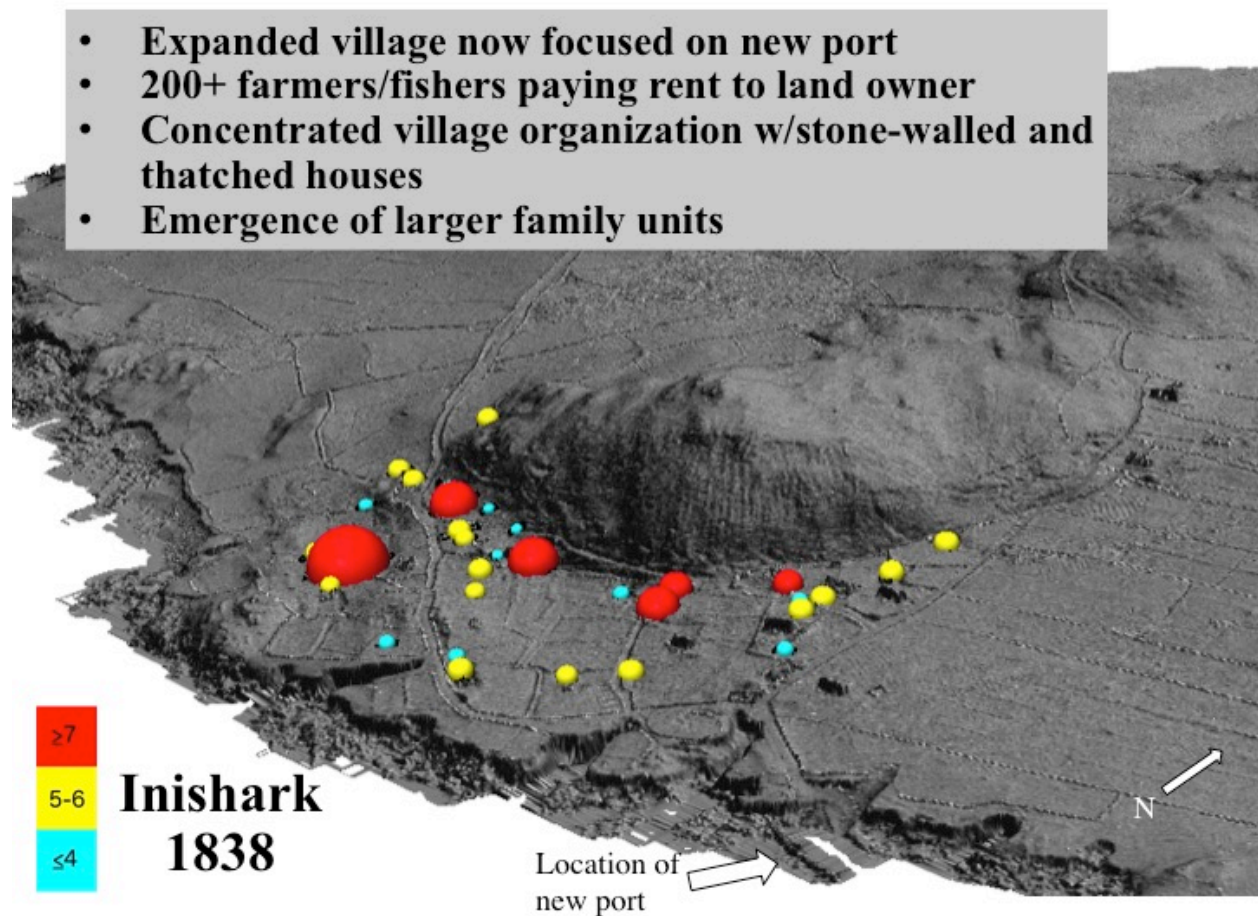 • Expanded village now focused on new port
• 200+ farmers/fishers paying rent to land owner
• Concentrated village organization w/stone-walled and
thatched houses
• Emergence of larger family units
≥7
5-6
≤4
Inishark
1838
N
Location of
new port